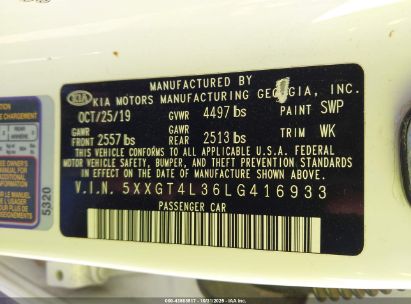 MANUFACTURED BY
KIA KIA MOTORS MANUFACTURING GEORGIA, INC.
OCT/25/19 GVWR 4497 lbs PAINT SWP
GAWR GAWR
FRONT 2557 lbs REAR 2513 lbs TRIM WK
THIS VEHICLE CONFORMS TO ALL APPLICABLE U.S.A. FEDERAL
MOTOR VEHICLE SAFETY, BUMPER, AND THEFT PREVENTION STANDARDS
IN EFFECT ON THE DATE OF MANUFACTURE SHOWN ABOVE.
V.I.N. 5XXGT4L36LG416933
PASSENGER CAR
CHARGEMENT
5320